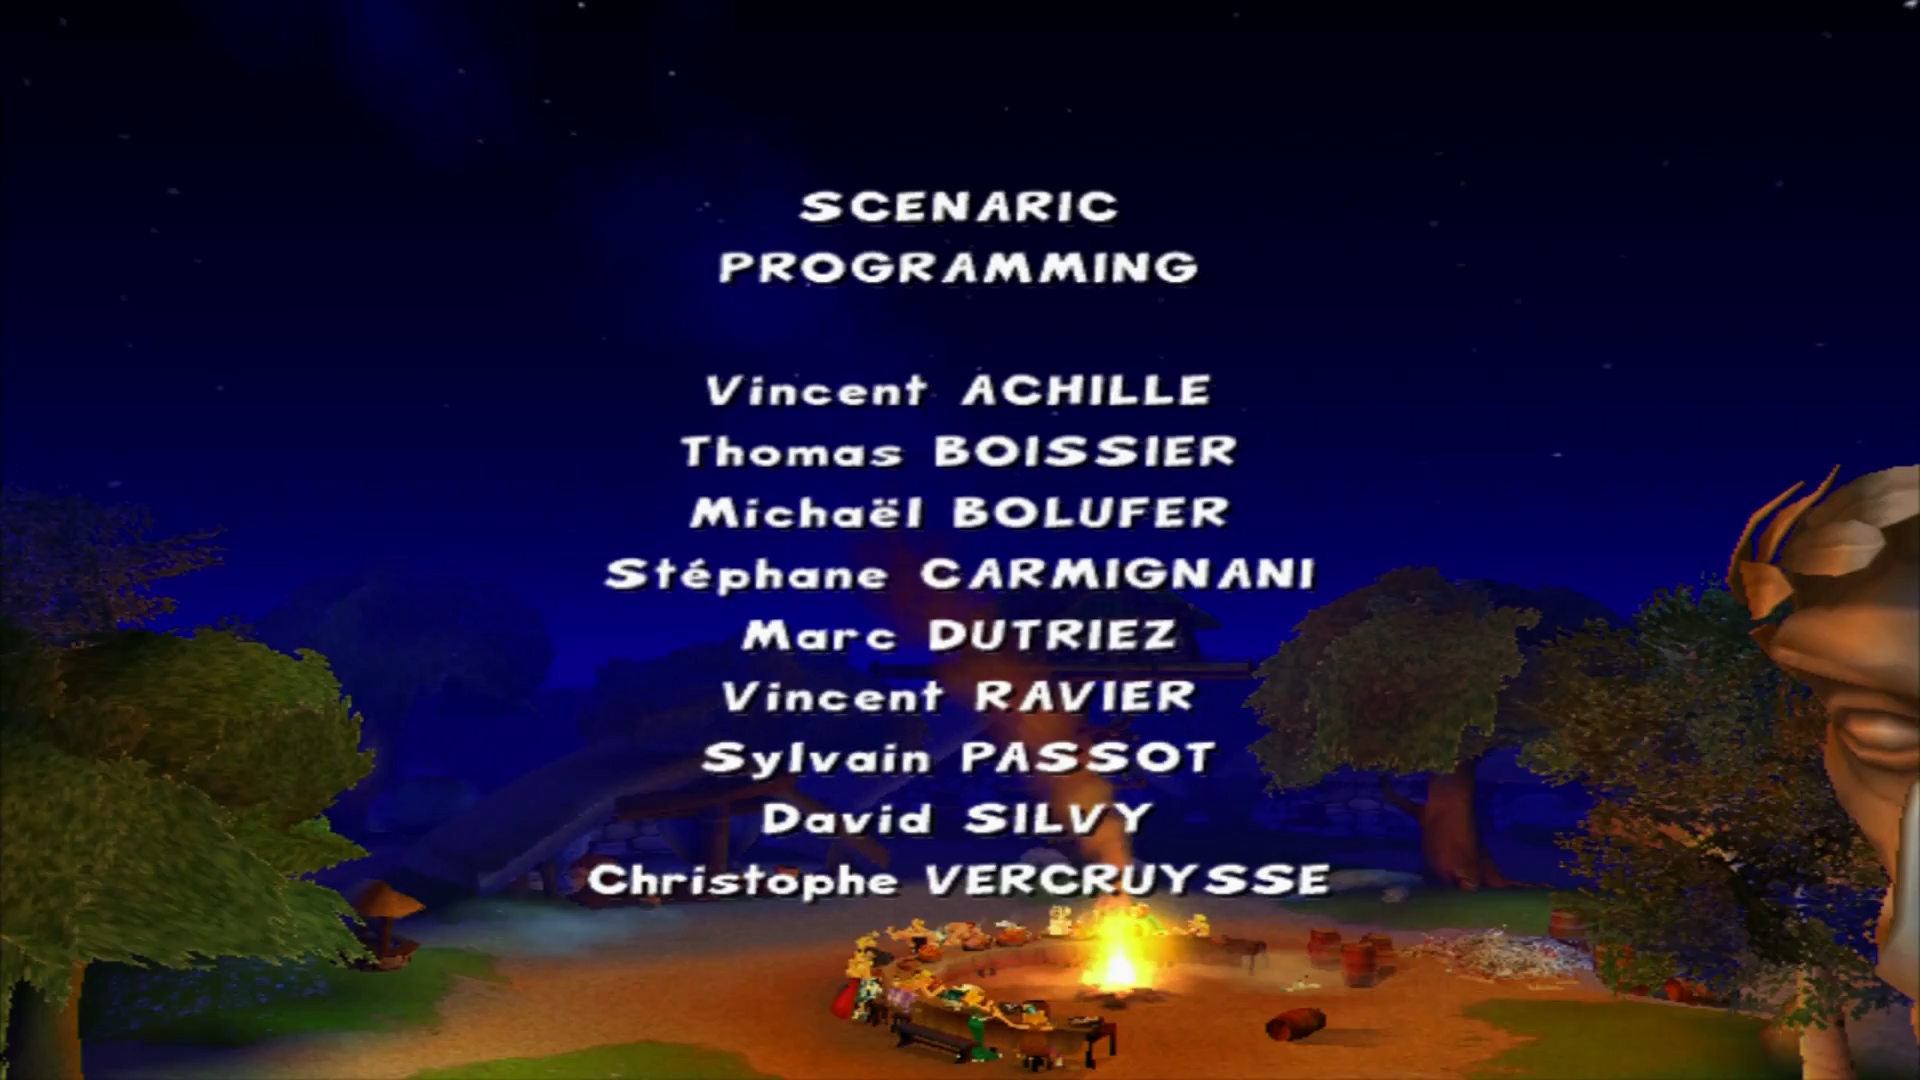 SCENARIC
PROGRAMMING
Vincent ACHILLE
Thomas BOISSIER
Michaël BOLUFER
Stéphane CARMIGNANI
Marc DUTRIEZ
Vincent RAVIER
Sylvain PASSOT
David SILVY
Christophe VERCRUYSSE